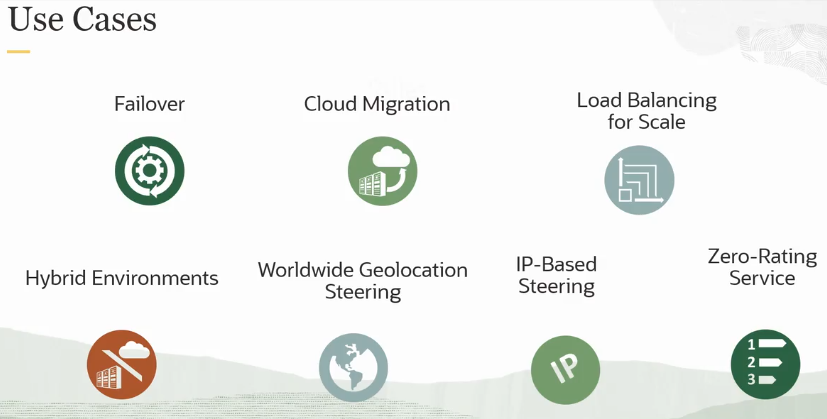 Use Cases
Failover
Cloud Migration
Load Balancing
for Scale
Hybrid Environments
Worldwide Geolocation
Steering
IP-Based
Steering
Zero-Rating
Service
IP
1
2
3